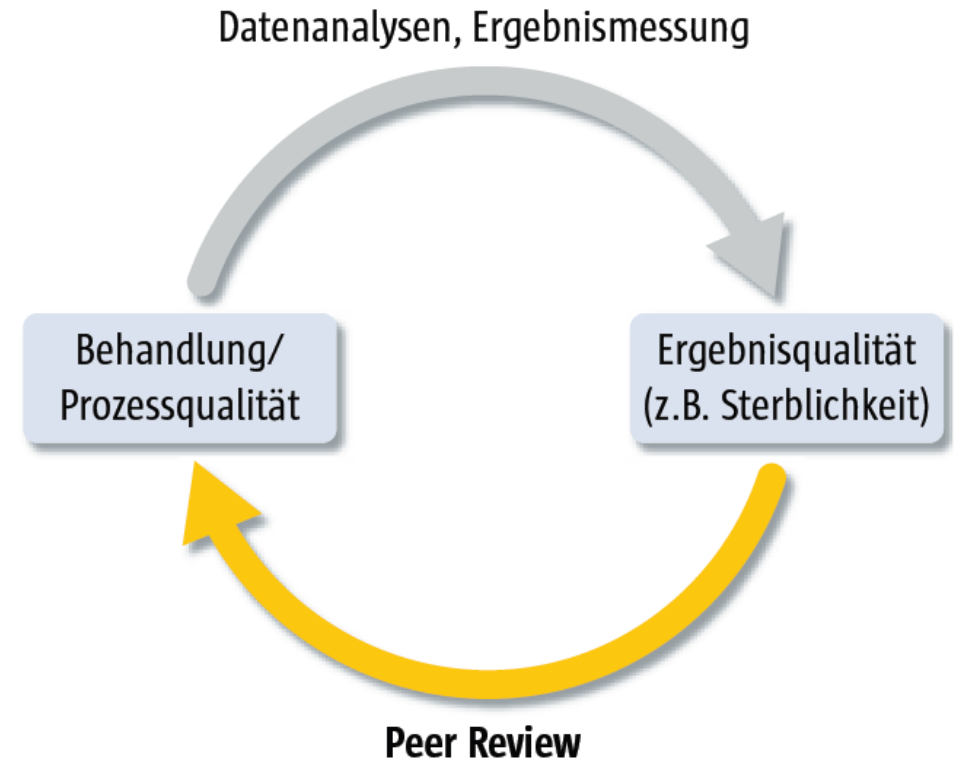 Datenanalysen, Ergebnismessung
Behandlung/
Prozessqualität
Ergebnisqualität
(z.B. Sterblichkeit)
Peer Review